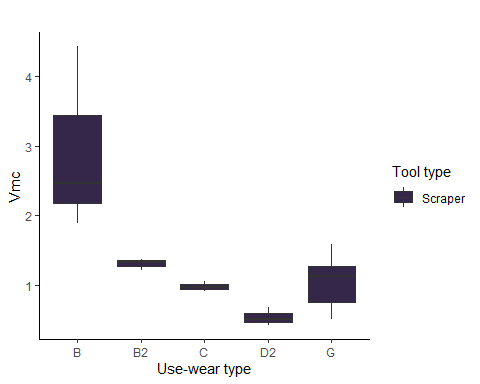 Vmc
4
3
2
1
B B2 C D2 G
Use-wear type
Tool type
Scraper